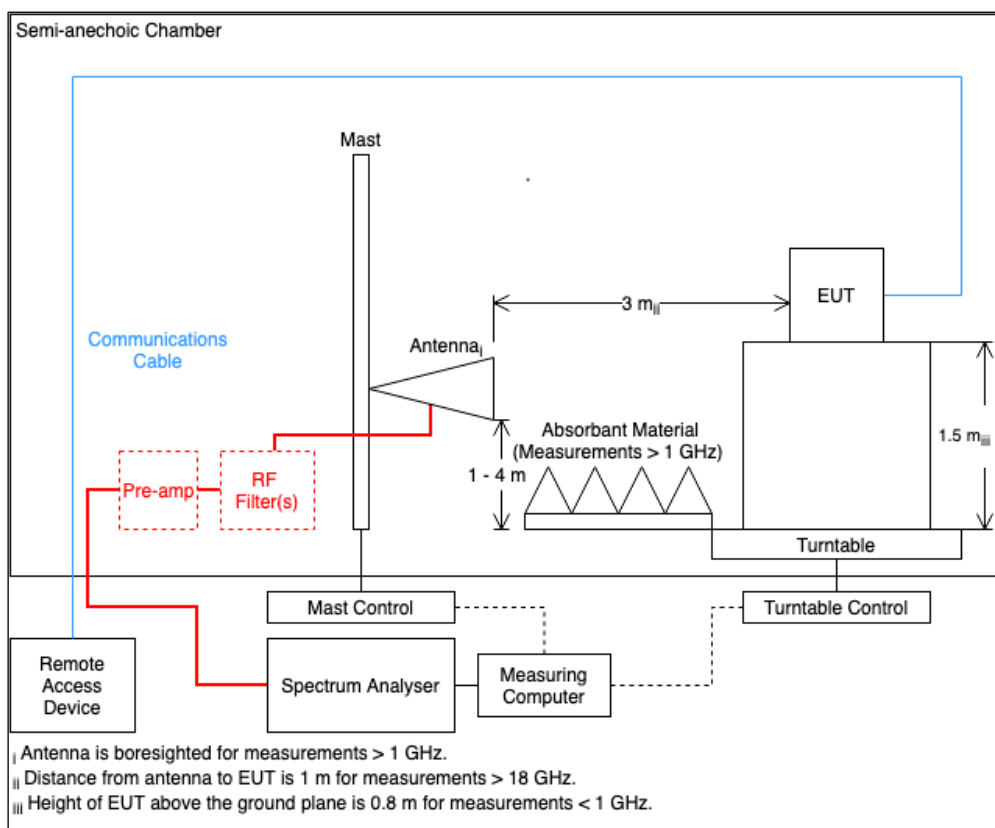 Semi-anechoic Chamber
Mast
EUT
3 m ii
Communications
Cable
Antenna i
Absorbant Material
(Measurements > 1 GHz)
1 - 4 m
1.5 m iii
Pre-amp
RF
Filter(s)
Turntable
Mast Control
Turntable Control
Remote
Access
Device
Spectrum Analyser
Measuring
Computer
i Antenna is boresighted for measurements > 1 GHz.
ii Distance from antenna to EUT is 1 m for measurements > 18 GHz.
iii Height of EUT above the ground plane is 0.8 m for measurements < 1 GHz.